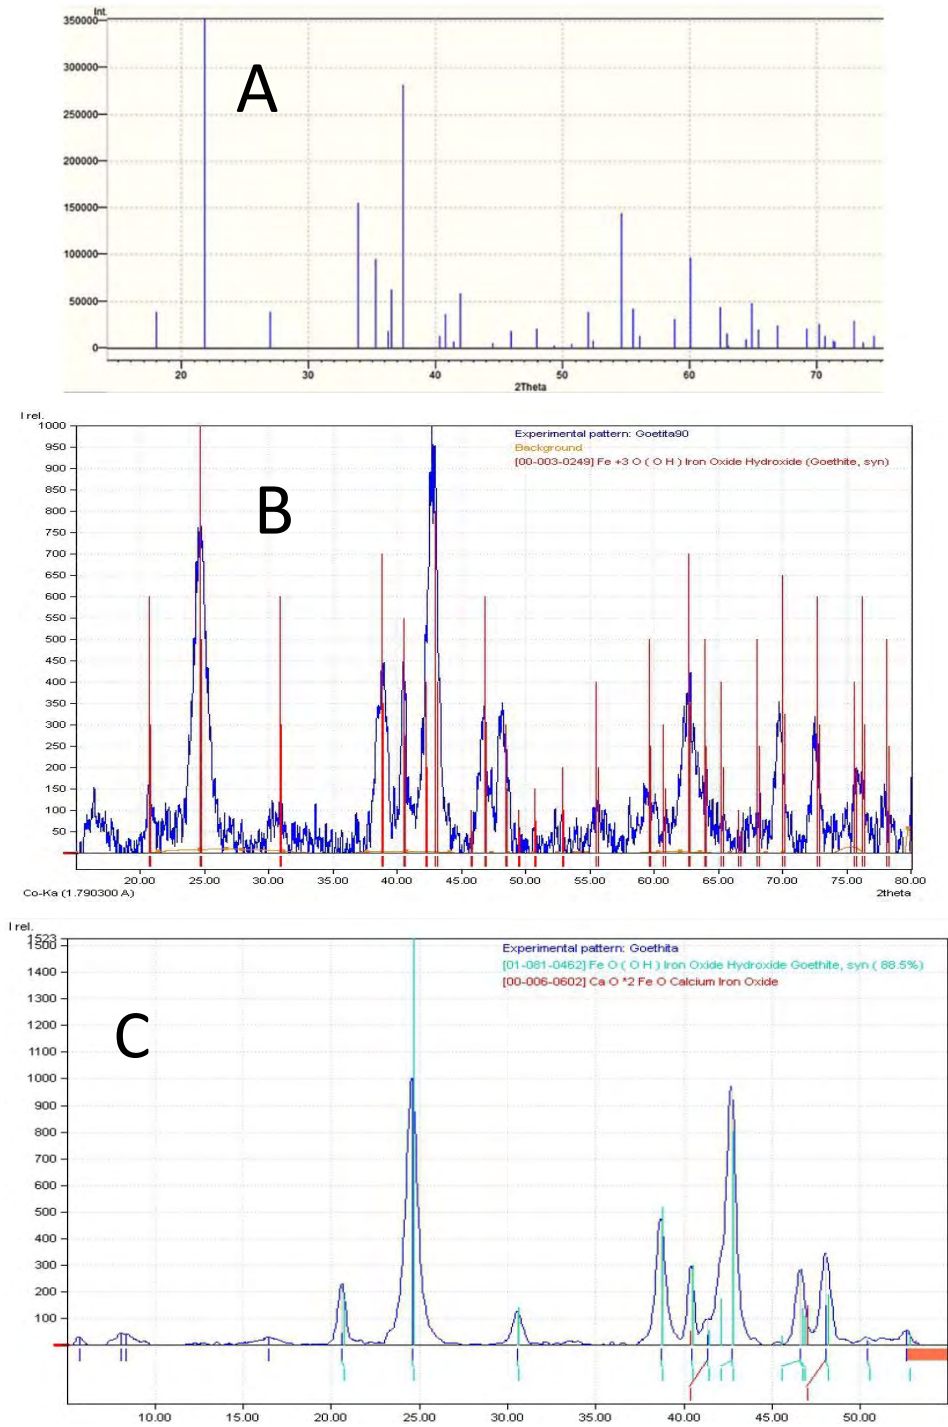 Int.
350000
300000
250000
200000
150000
100000
50000
0
A
20 30 40 50 60 70
2Theta
I rel.
1000
950
900
850
800
750
700
650
600
550
500
450
400
350
300
250
200
150
100
50
B
Experimental pattern: Goetita90
Background
[00-003-0249] Fe +3 O ( O H ) Iron Oxide Hydroxide (Goethite, syn)
20.00 25.00 30.00 35.00 40.00 45.00 50.00 55.00 60.00 65.00 70.00 75.00 80.00
Co-Ka (1.790300 A) 2theta
I rel.
1523
1500
1400
1300
1200
1100
1000
900
800
700
600
500
400
300
200
100
C
Experimental pattern: Goethita
[01-081-0462] Fe O ( O H ) Iron Oxide Hydroxide Goethite, syn ( 88.5%)
[00-006-0602] Ca O *2 Fe O Calcium Iron Oxide
10.00 15.00 20.00 25.00 30.00 35.00 40.00 45.00 50.00